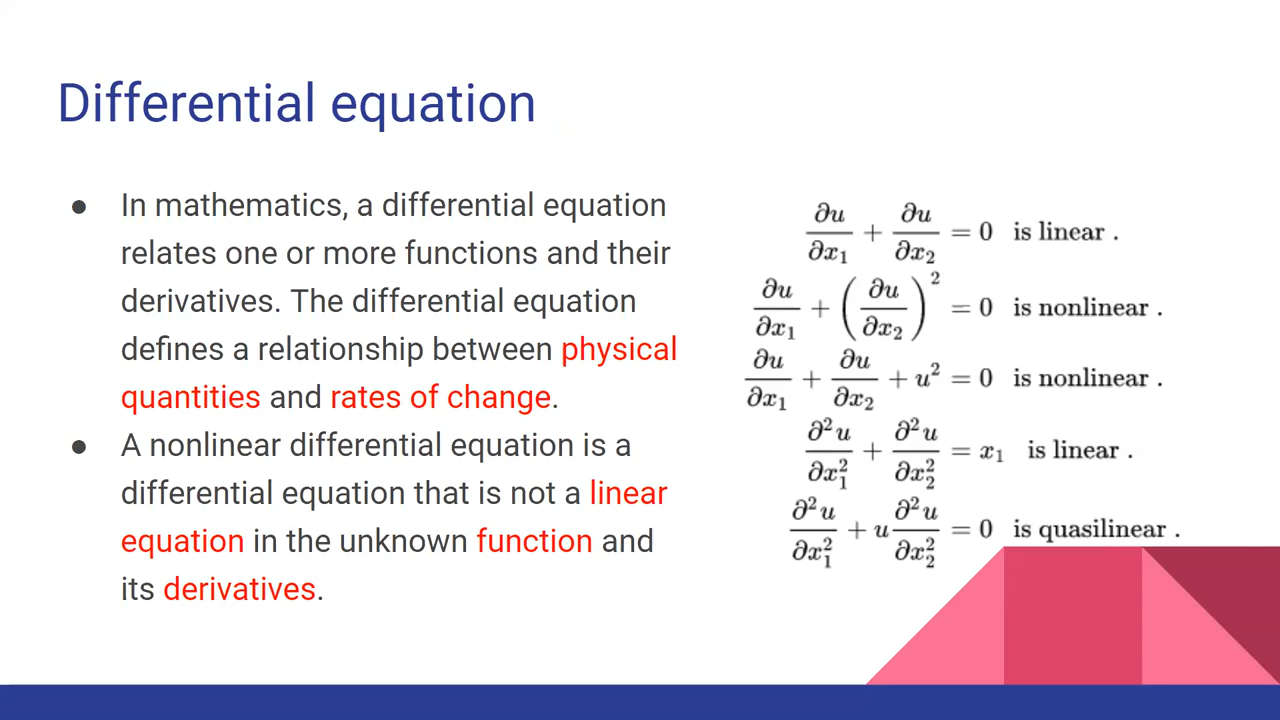 Differential equation
● In mathematics, a differential equation
relates one or more functions and their
derivatives. The differential equation
defines a relationship between physical
quantities and rates of change.
● A nonlinear differential equation is a
differential equation that is not a linear
equation in the unknown function and
its derivatives.
∂u/∂x₁ + ∂u/∂x₂ = 0 is linear .
∂u/∂x₁ + (∂u/∂x₂)² = 0 is nonlinear .
∂u/∂x₁ + ∂u/∂x₂ + u² = 0 is nonlinear .
∂²u/∂x₁² + ∂²u/∂x₂² = x₁ is linear .
∂²u/∂x₁² + u ∂²u/∂x₂² = 0 is quasilinear .